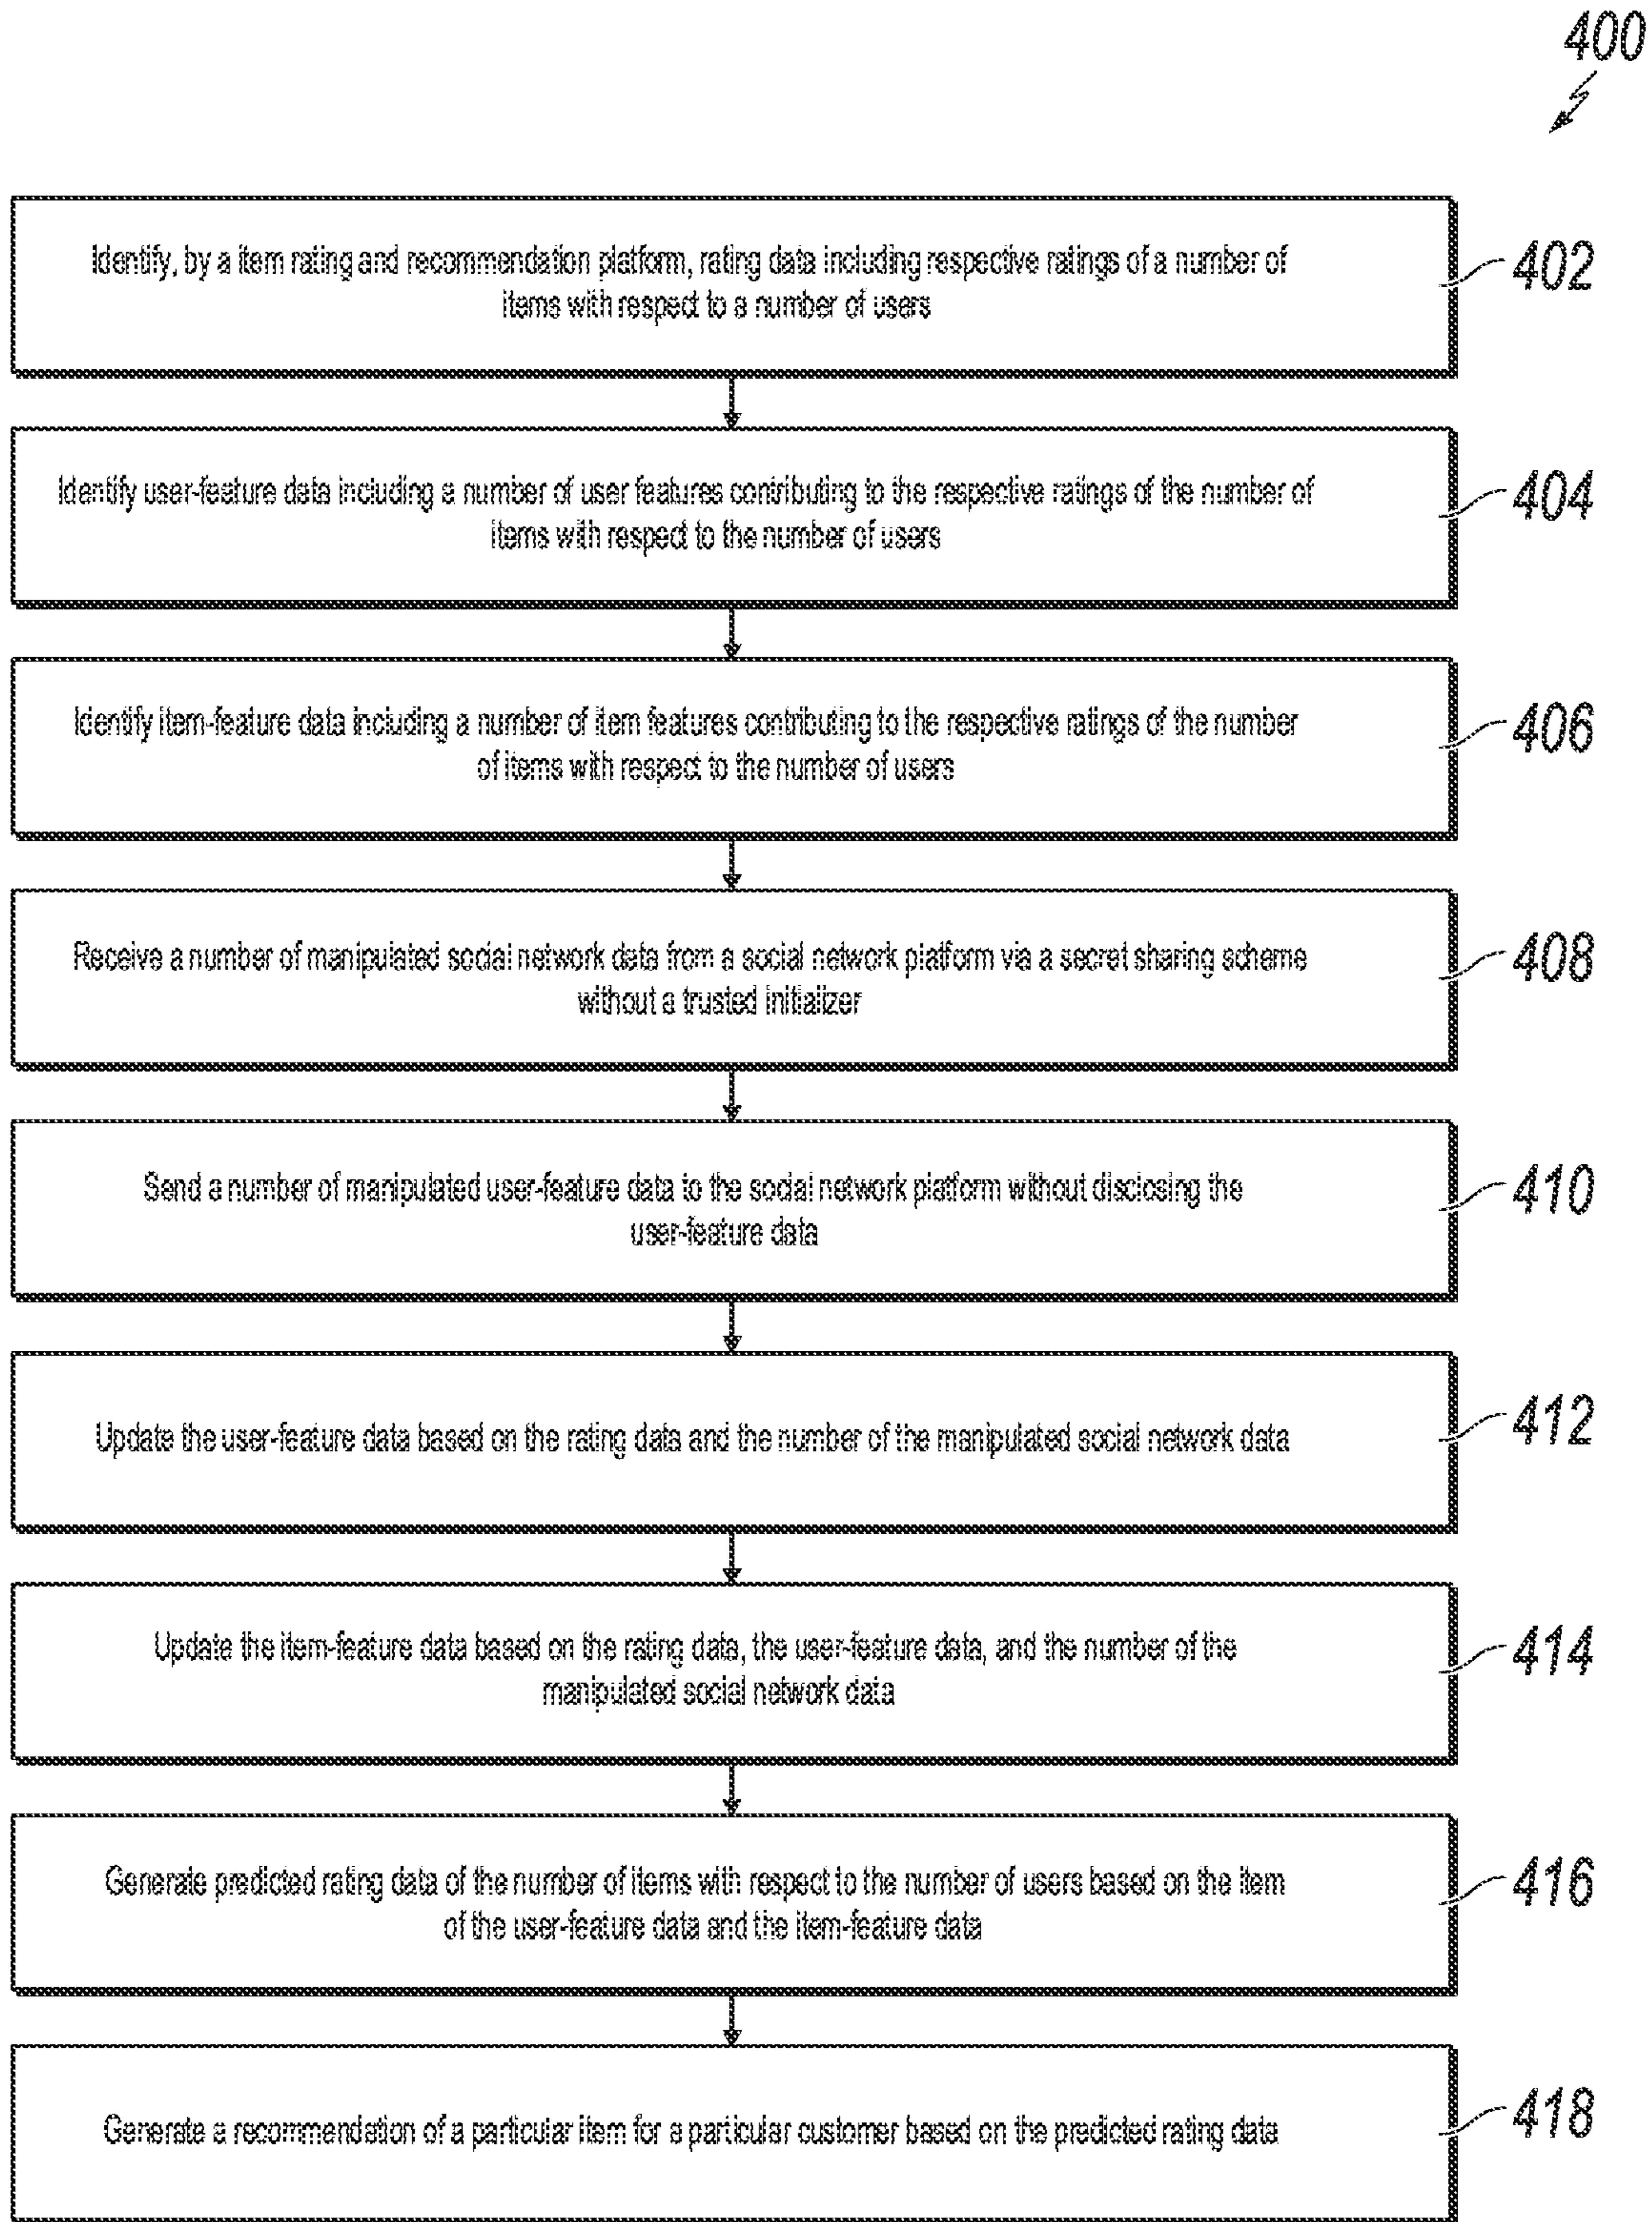 400
Identify, by a item rating and recommendation platform, rating data including respective ratings of a number of
items with respect to a number of users
402
Identify user-feature data including a number of user features contributing to the respective ratings of the number of
items with respect to the number of users
404
Identify item-feature data including a number of item features contributing to the respective ratings of the number
of items with respect to the number of users
406
Receive a number of manipulated social network data from a social network platform via a secret sharing scheme
without a trusted initializer
408
Send a number of manipulated user-feature data to the social network platform without disclosing the
user-feature data
410
Update the user-feature data based on the rating data and the number of the manipulated social network data
412
Update the item-feature data based on the rating data, the user-feature data, and the number of the
manipulated social network data
414
Generate predicted rating data of the number of items with respect to the number of users based on the item
of the user-feature data and the item-feature data
416
Generate a recommendation of a particular item for a particular customer based on the predicted rating data
418